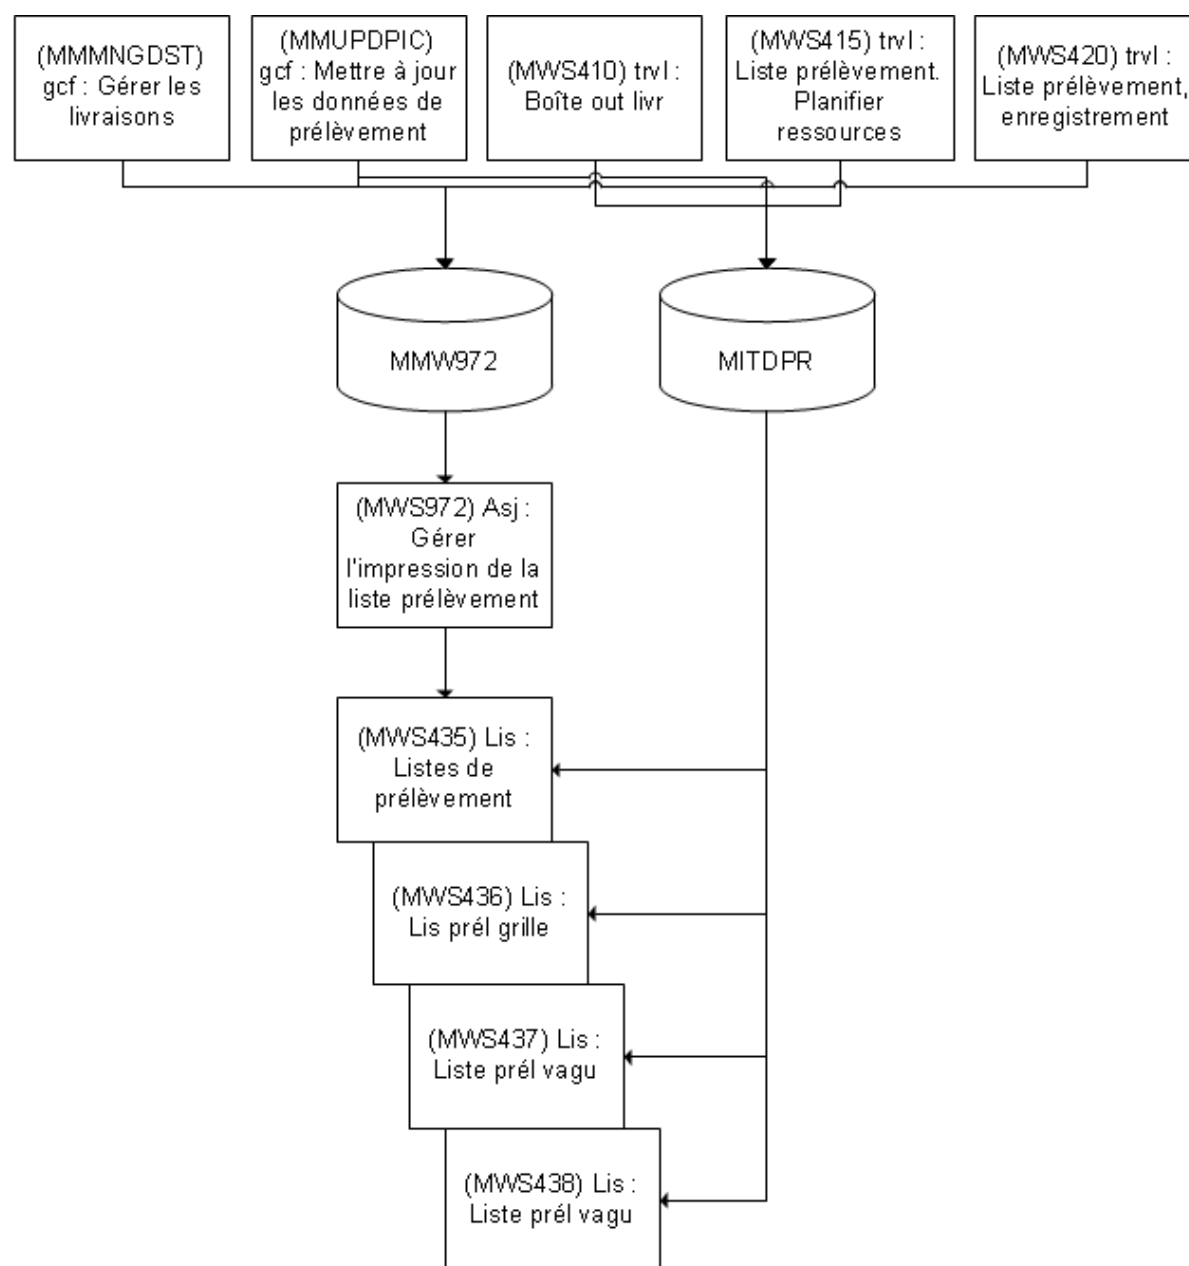 (MMMNGDST)
gcf : Gérer les
livraisons
(MMUPDPIC)
gcf : Mettre à jour
les données de
prélèvement
(MWS410) trvl :
Boîte out livr
(MWS415) trvl :
Liste prélèvement.
Planifier
ressources
(MWS420) trvl :
Liste prélèvement,
enregistrement
MMW972
MITDPR
(MWS972) Asj :
Gérer
l'impression de la
liste prélèvement
(MWS435) Lis :
Listes de
prélèvement
(MWS436) Lis :
Lis prél grille
(MWS437) Lis :
Liste prél vagu
(MWS438) Lis :
Liste prél vagu